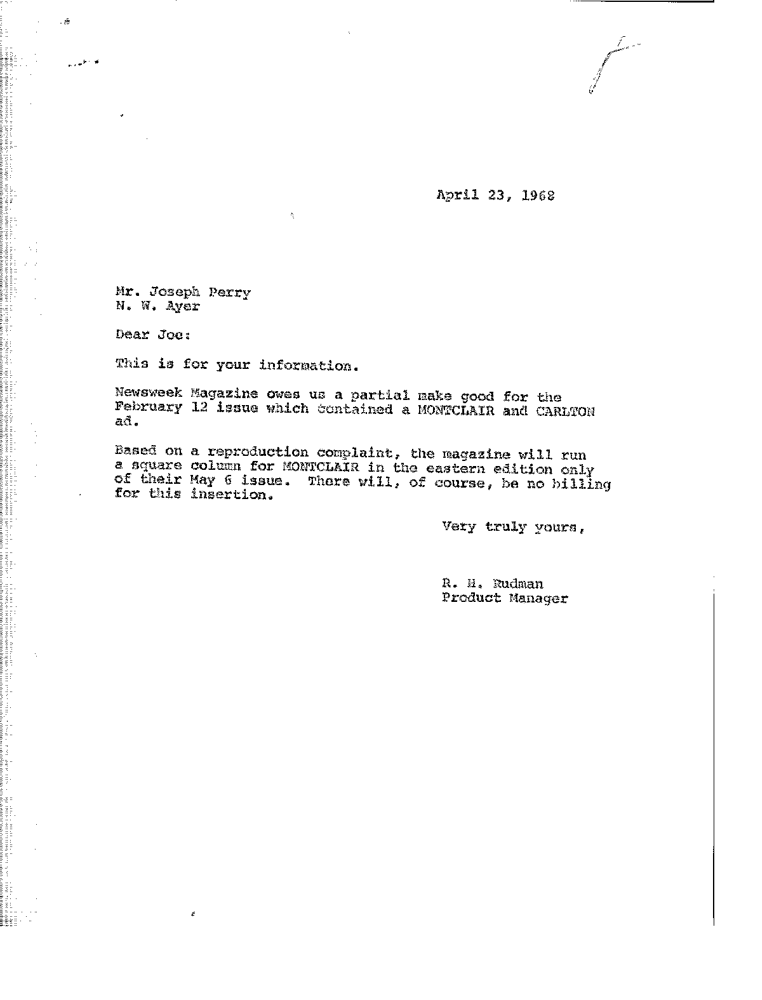 April 23, 1968
Mr. Joseph Perry
N. W. Ayer
Dear Joe:
This is for your information.
Newsweek Magazine owes us a partial make good for the
February 12 issue which contained a MONTCLAIR and CARLTON
ad.
Based on a reproduction complaint, the magazine will run
a square column for MONTCLAIR in the eastern edition only
of their May 6 issue. There will, of course, be no billing
for this insertion.
Very truly yours,
R. H. Rudman
Product Manager